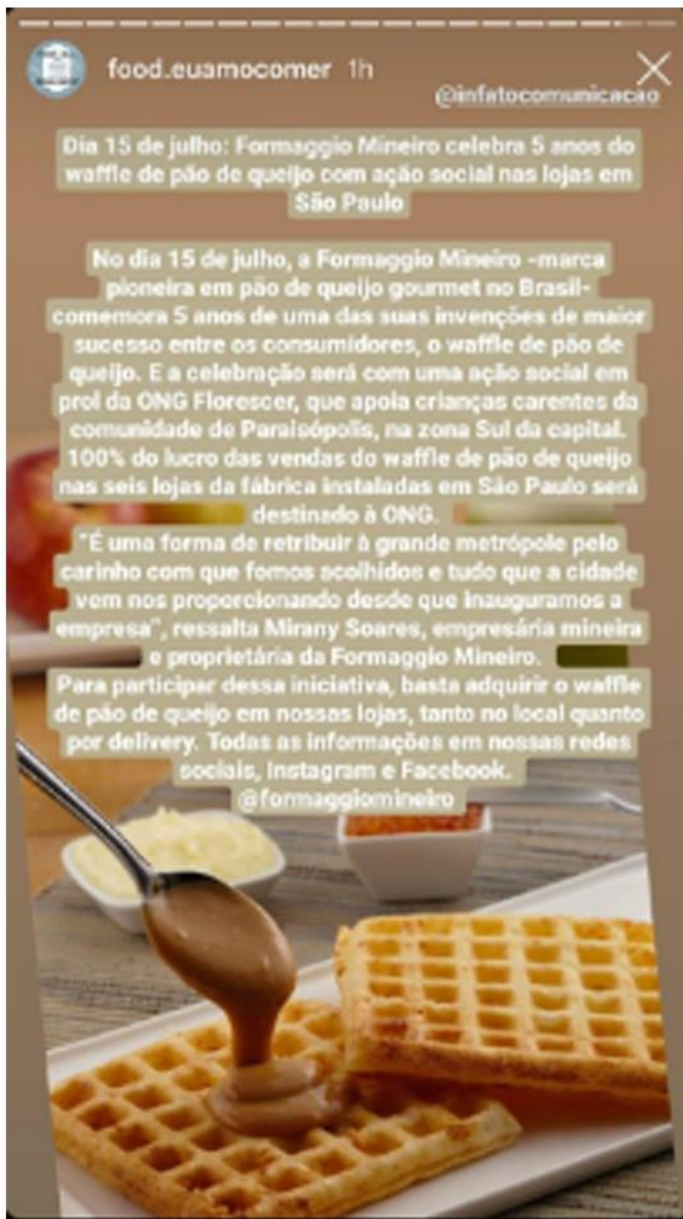 food.euamocomer 1h
@infatocomunicacao
Dia 15 de julho: Formaggio Mineiro celebra 5 anos do
waffle de pão de queijo com ação social nas lojas em
São Paulo
No dia 15 de julho, a Formaggio Mineiro -marca
pioneira em pão de queijo gourmet no Brasil-
comemora 5 anos de uma das suas invenções de maior
sucesso entre os consumidores, o waffle de pão de
queijo. E a celebração será com uma ação social em
prol da ONG Florescer, que apoia crianças carentes da
comunidade de Paraisópolis, na zona Sul da capital.
100% do lucro das vendas do waffle de pão de queijo
nas seis lojas da fábrica instaladas em São Paulo será
destinado à ONG.
"É uma forma de retribuir à grande metrópole pelo
carinho com que fomos acolhidos e tudo que a cidade
vem nos proporcionando desde que inauguramos a
empresa", ressalta Mirany Soares, empresária mineira
e proprietária da Formaggio Mineiro.
Para participar dessa iniciativa, basta adquirir o waffle
de pão de queijo em nossas lojas, tanto no local quanto
por delivery. Todas as informações em nossas redes
sociais, Instagram e Facebook.
@formaggiomineiro